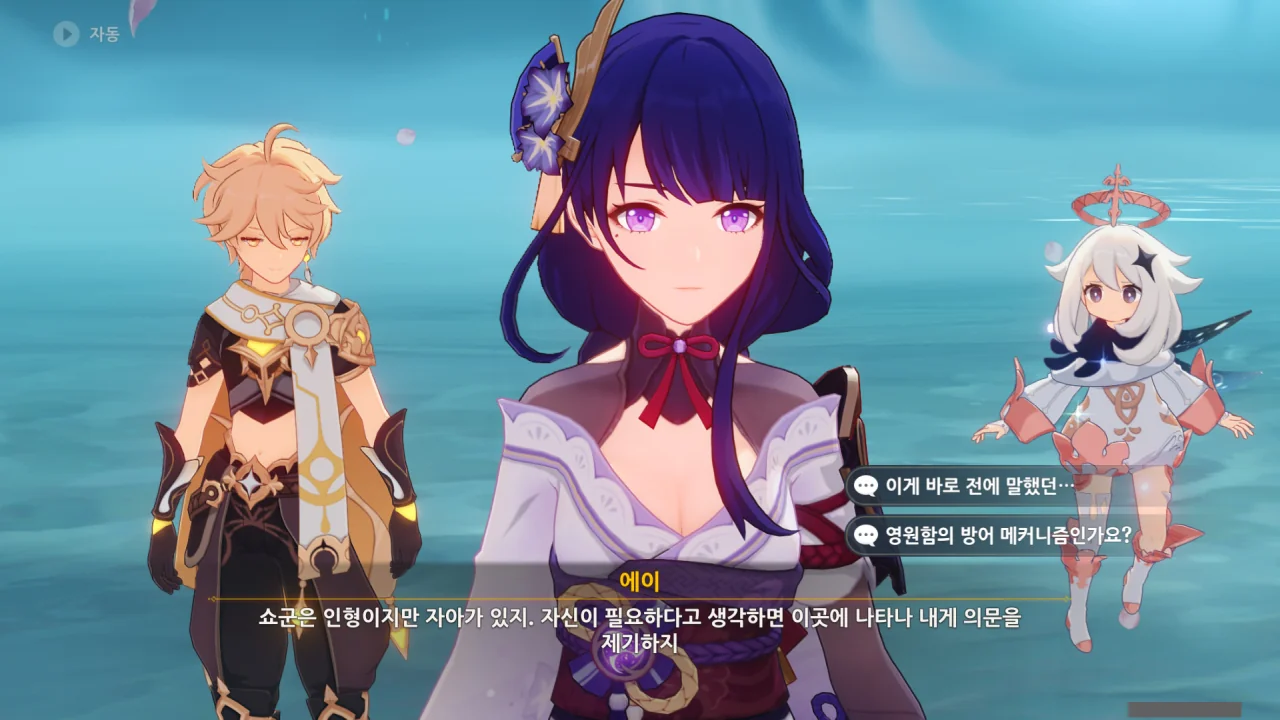 자동
이게 바로 전에 말했던…
영원함의 방어 메커니즘인가요?
에이
쇼군은 인형이지만 자아가 있지. 자신이 필요하다고 생각하면 이곳에 나타나 내게 의문을
제기하지